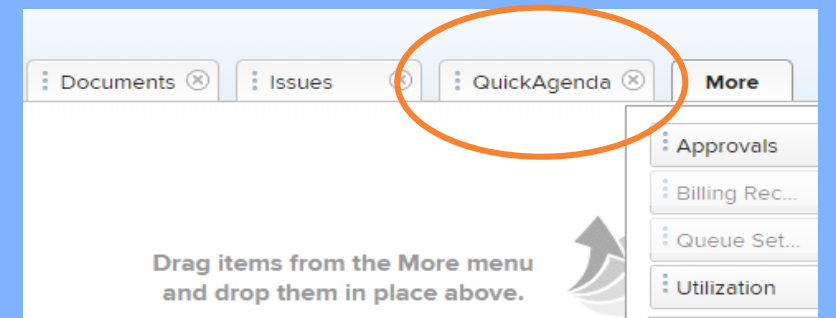 Documents
Issues
QuickAgenda
More
Approvals
Billing Rec...
Queue Set...
Utilization
Drag items from the More menu
and drop them in place above.